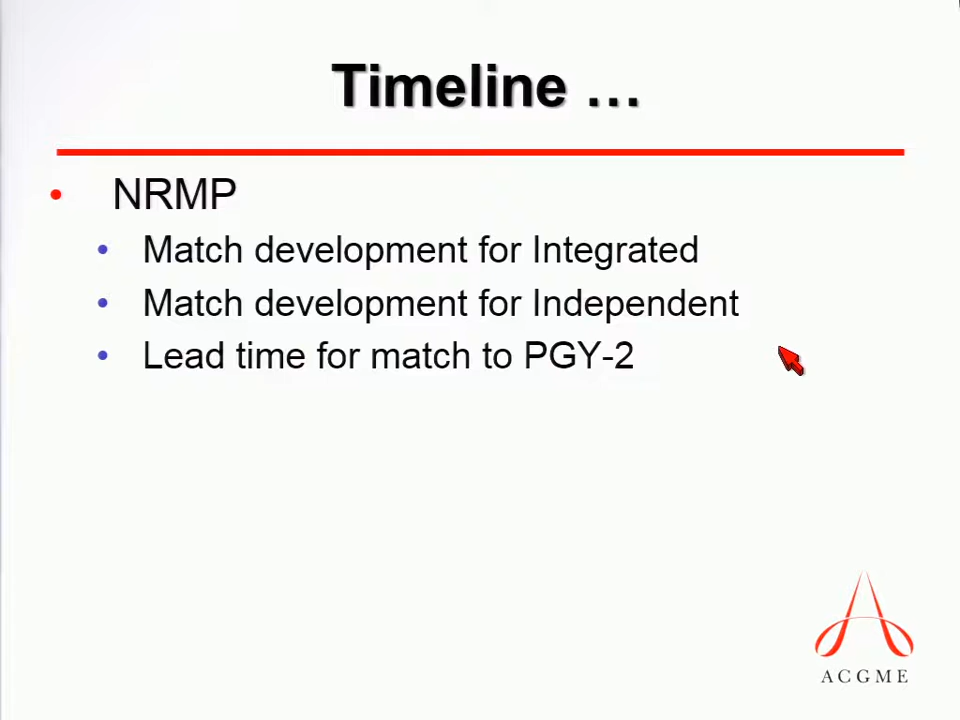 Timeline …
• NRMP
• Match development for Integrated
• Match development for Independent
• Lead time for match to PGY-2
ACGME